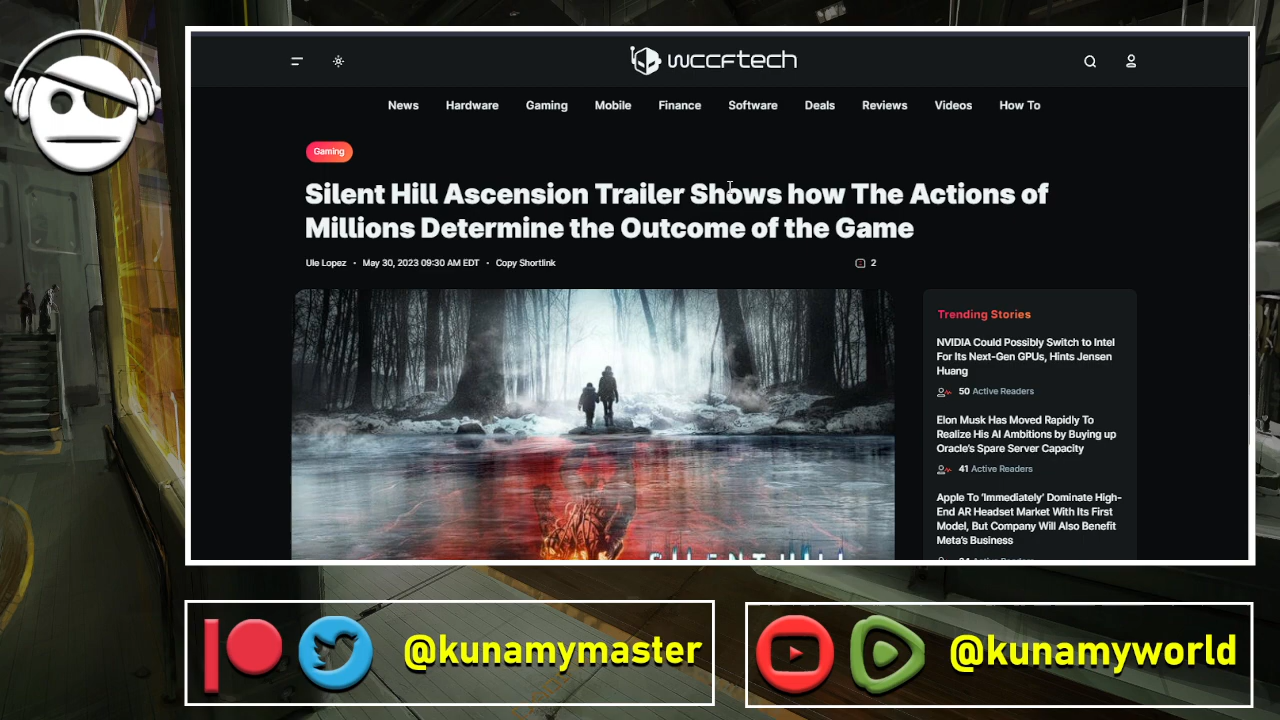 wccftech
News Hardware Gaming Mobile Finance Software Deals Reviews Videos How To
Gaming
Silent Hill Ascension Trailer Shows how The Actions of
Millions Determine the Outcome of the Game
Ule Lopez • May 30, 2023 09:30 AM EDT • Copy Shortlink
2
SILENT HILL
Trending Stories
NVIDIA Could Possibly Switch to Intel
For Its Next-Gen GPUs, Hints Jensen
Huang
50 Active Readers
Elon Musk Has Moved Rapidly To
Realize His AI Ambitions by Buying up
Oracle's Spare Server Capacity
41 Active Readers
Apple To 'Immediately' Dominate High-
End AR Headset Market With Its First
Model, But Company Will Also Benefit
Meta's Business
@kunamymaster
@kunamyworld